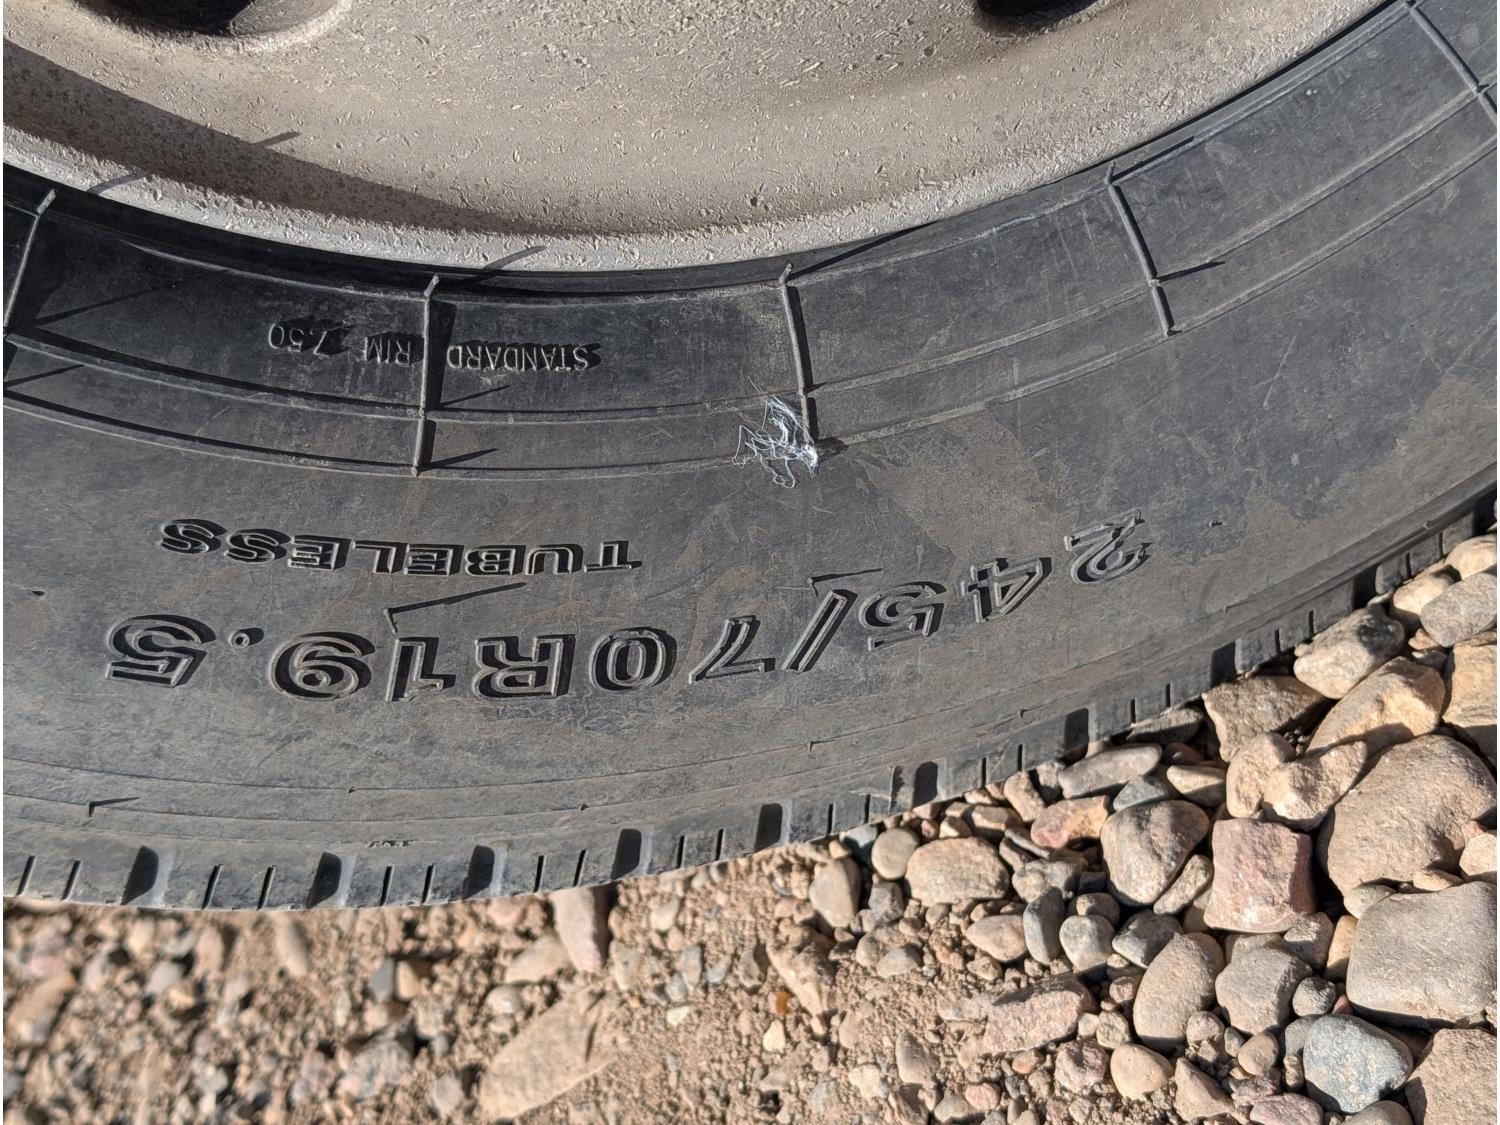 245/70R19.5
TUBELESS
STANDARD RIM 7.50